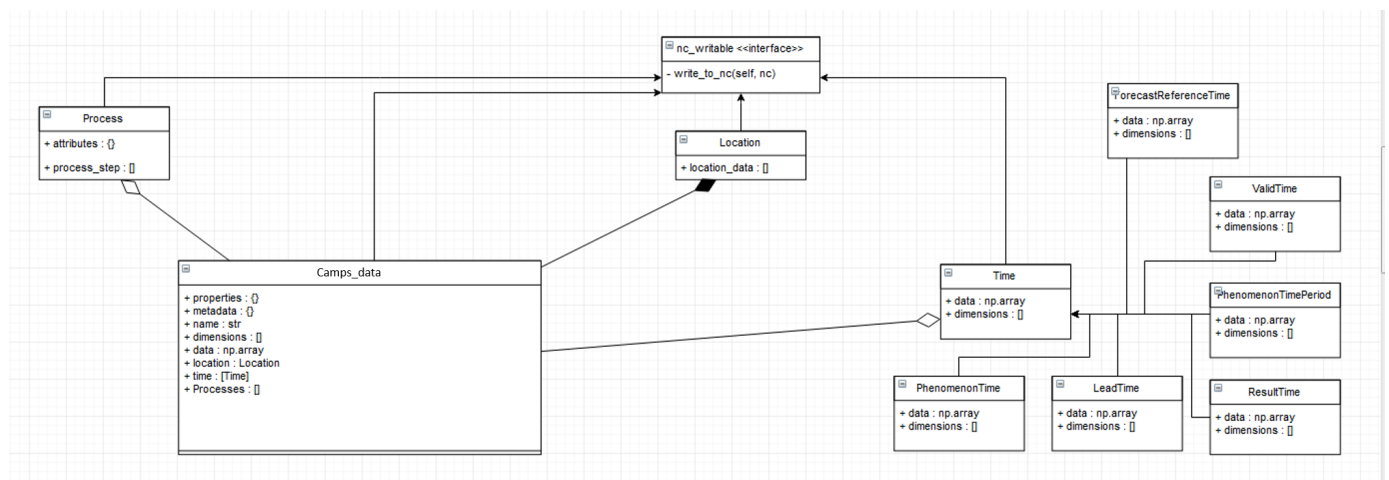 nc_writable <<interface>>
- write_to_nc(self, nc)
Process
+ attributes : {}
+ process_step : []
Location
+ location_data : []
Camps_data
+ properties : {}
+ metadata : {}
+ name : str
+ dimensions : []
+ data : np.array
+ location : Location
+ time : [Time]
+ Processes : []
Time
+ data : np.array
+ dimensions : []
ForecastReferenceTime
+ data : np.array
+ dimensions : []
ValidTime
+ data : np.array
+ dimensions : []
PhenomenonTimePeriod
+ data : np.array
+ dimensions : []
PhenomenonTime
+ data : np.array
+ dimensions : []
LeadTime
+ data : np.array
+ dimensions : []
ResultTime
+ data : np.array
+ dimensions : []